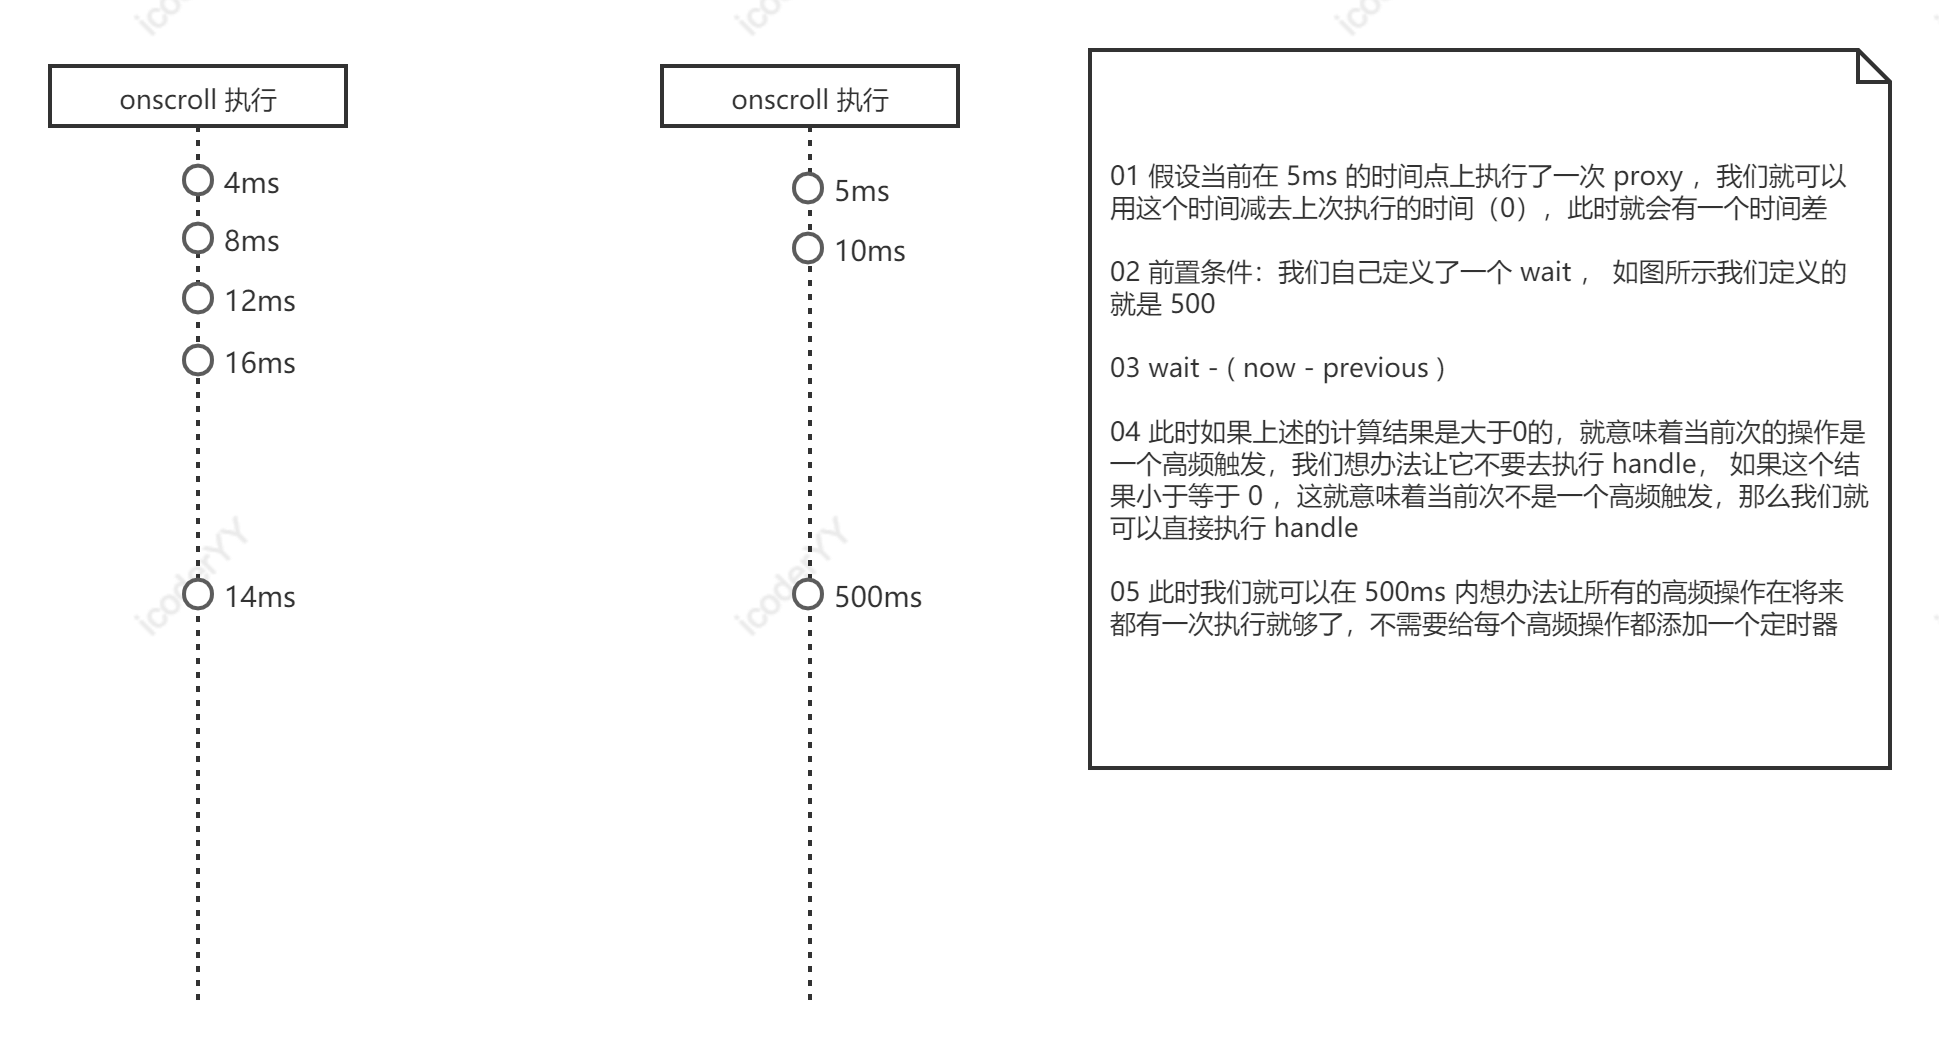 onscroll 执行
4ms
8ms
12ms
16ms
14ms
onscroll 执行
5ms
10ms
500ms
01 假设当前在 5ms 的时间点上执行了一次 proxy ，我们就可以
用这个时间减去上次执行的时间（0），此时就会有一个时间差
02 前置条件：我们自己定义了一个 wait ， 如图所示我们定义的
就是 500
03 wait - ( now - previous )
04 此时如果上述的计算结果是大于0的，就意味着当前次的操作是
一个高频触发，我们想办法让它不要去执行 handle， 如果这个结
果小于等于 0 ，这就意味着当前次不是一个高频触发，那么我们就
可以直接执行 handle
05 此时我们就可以在 500ms 内想办法让所有的高频操作在将来
都有一次执行就够了，不需要给每个高频操作都添加一个定时器
icoderYY
icoderYY